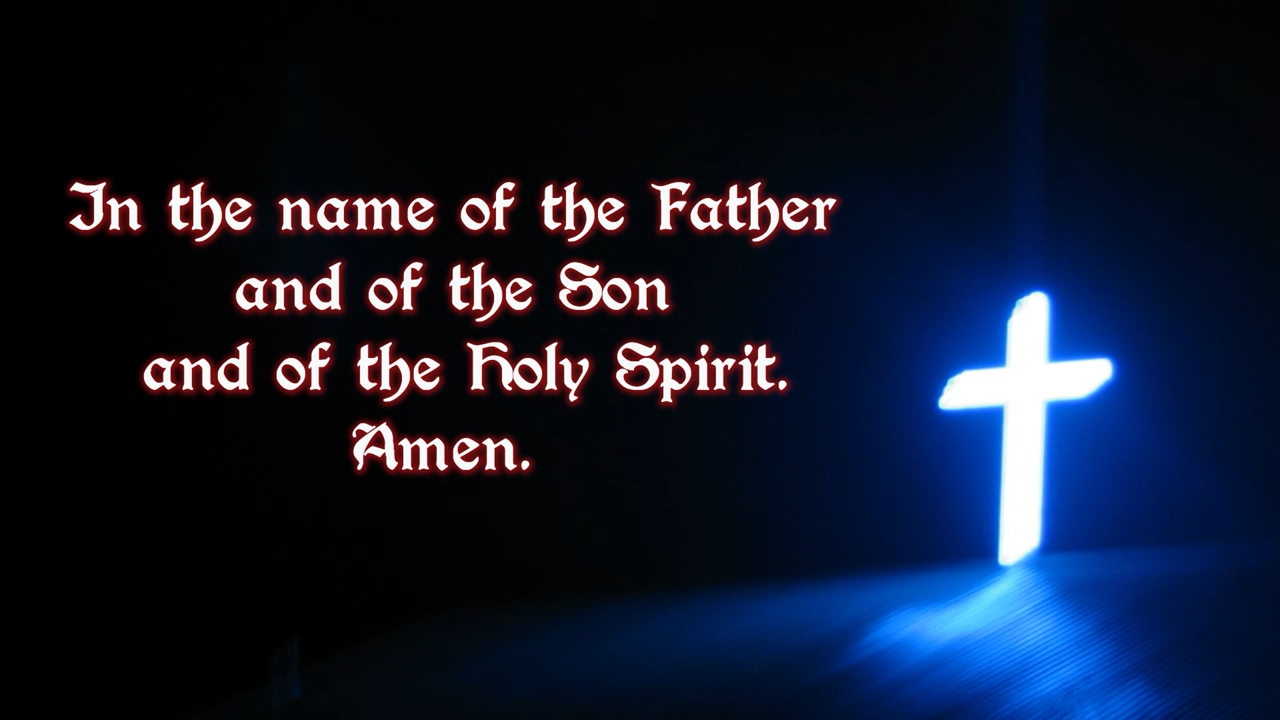 In the name of the Father
and of the Son
and of the Holy Spirit.
Amen.